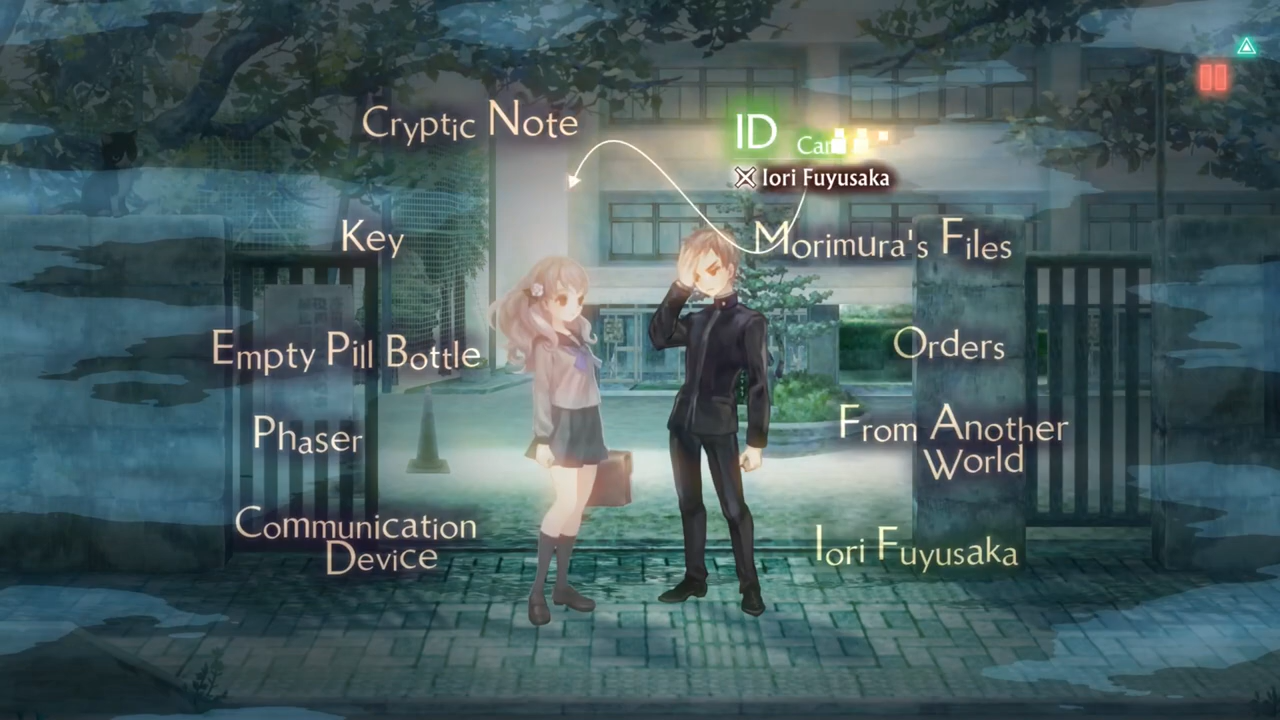 Cryptic Note
ID
Iori Fuyusaka
Key
Morimura's Files
Empty Pill Bottle
Orders
Phaser
From Another
World
Communication
Device
Iori Fuyusaka